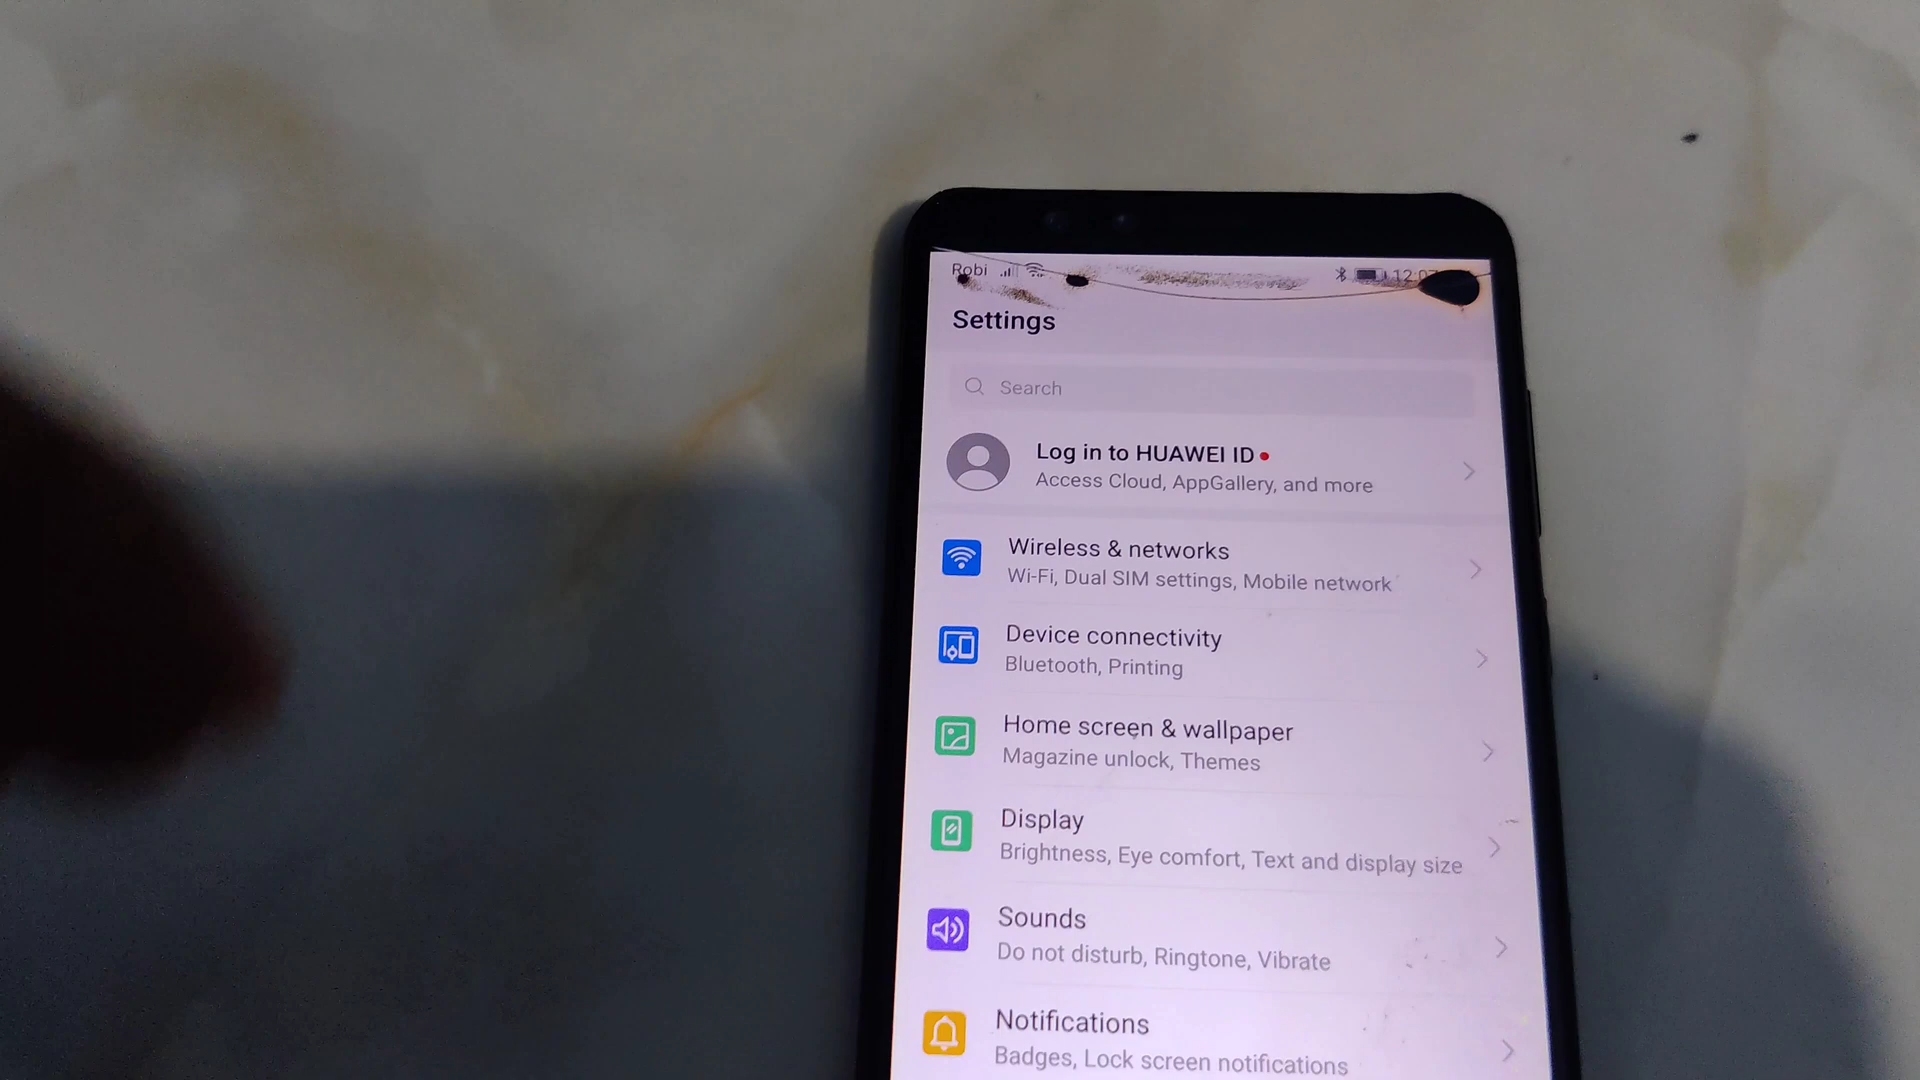 Robi
Settings
Search
Log in to HUAWEI ID
Access Cloud, AppGallery, and more
Wireless & networks
Wi-Fi, Dual SIM settings, Mobile network
Device connectivity
Bluetooth, Printing
Home screen & wallpaper
Magazine unlock, Themes
Display
Brightness, Eye comfort, Text and display size
Sounds
Do not disturb, Ringtone, Vibrate
Notifications
Badges, Lock screen notifications